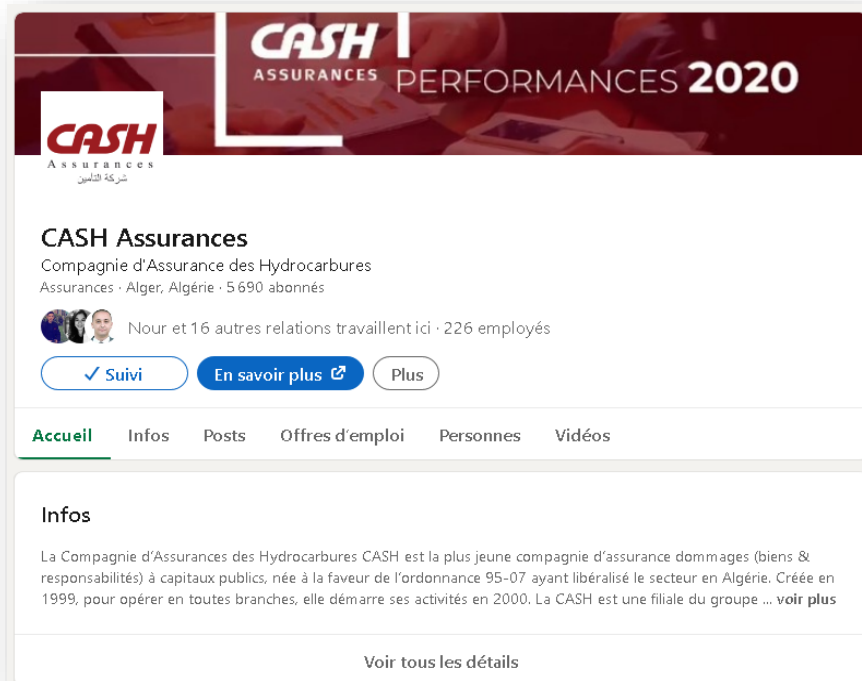 CASH
ASSURANCES
PERFORMANCES 2020
CASH
Assurances
شركة التأمين
CASH Assurances
Compagnie d'Assurance des Hydrocarbures
Assurances · Alger, Algérie · 5 690 abonnés
Nour et 16 autres relations travaillent ici · 226 employés
✓ Suivi
En savoir plus
Plus
Accueil Infos Posts Offres d'emploi Personnes Vidéos
Infos
La Compagnie d'Assurances des Hydrocarbures CASH est la plus jeune compagnie d'assurance dommages (biens &
responsabilités) à capitaux publics, née à la faveur de l'ordonnance 95-07 ayant libéralisé le secteur en Algérie. Créée en
1999, pour opérer en toutes branches, elle démarre ses activités en 2000. La CASH est une filiale du groupe ... voir plus
Voir tous les détails